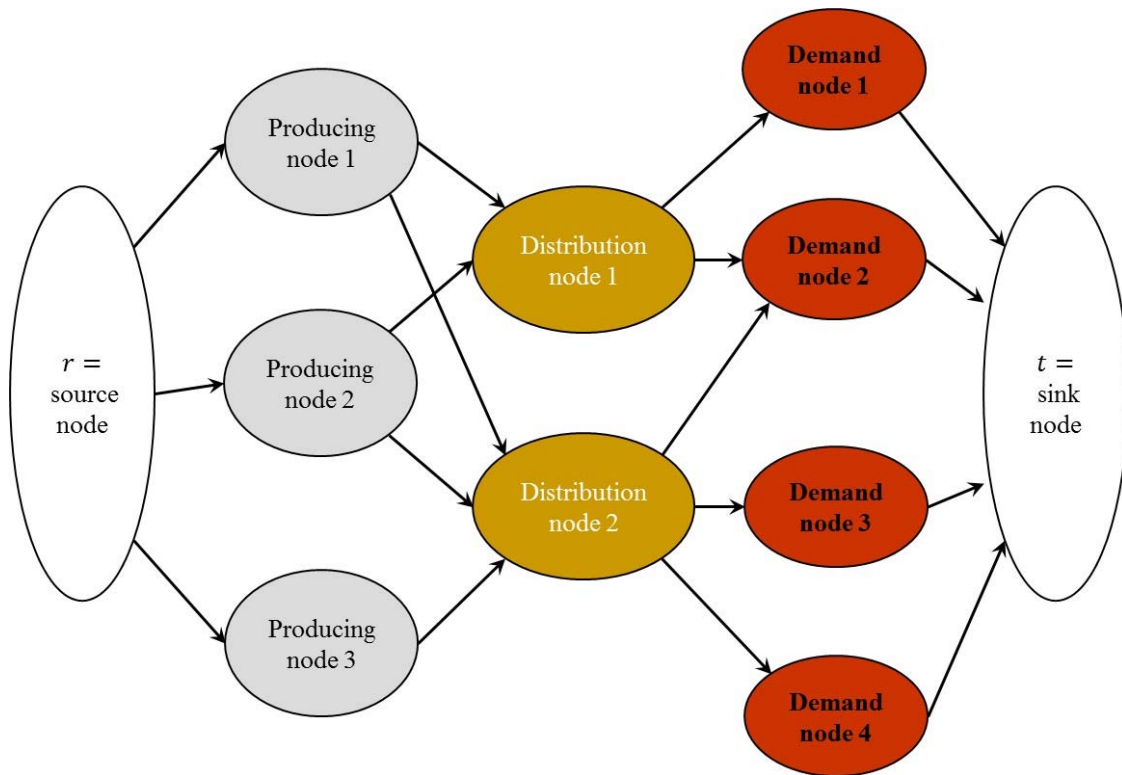 r =
source
node
Producing
node 1
Producing
node 2
Producing
node 3
Distribution
node 1
Distribution
node 2
Demand
node 1
Demand
node 2
Demand
node 3
Demand
node 4
t =
sink
node